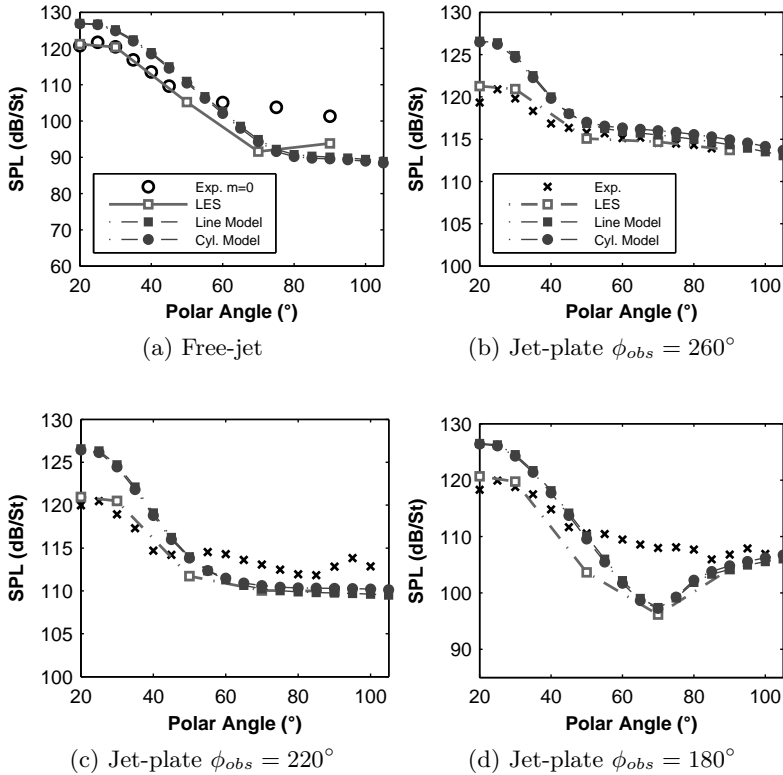 130
120
110
100
90
80
70
60
SPL (dB/St)
Exp. m=0
LES
Line Model
Cyl. Model
20 40 60 80 100
Polar Angle (°)
(a) Free-jet
130
125
120
115
110
105
100
SPL (dB/St)
Exp.
LES
Line Model
Cyl. Model
20 40 60 80 100
Polar Angle (°)
(b) Jet-plate ϕobs = 260°
130
125
120
115
110
105
100
SPL (dB/St)
20 40 60 80 100
Polar Angle (°)
(c) Jet-plate ϕobs = 220°
130
120
110
100
90
SPL (dB/St)
20 40 60 80 100
Polar Angle (°)
(d) Jet-plate ϕobs = 180°